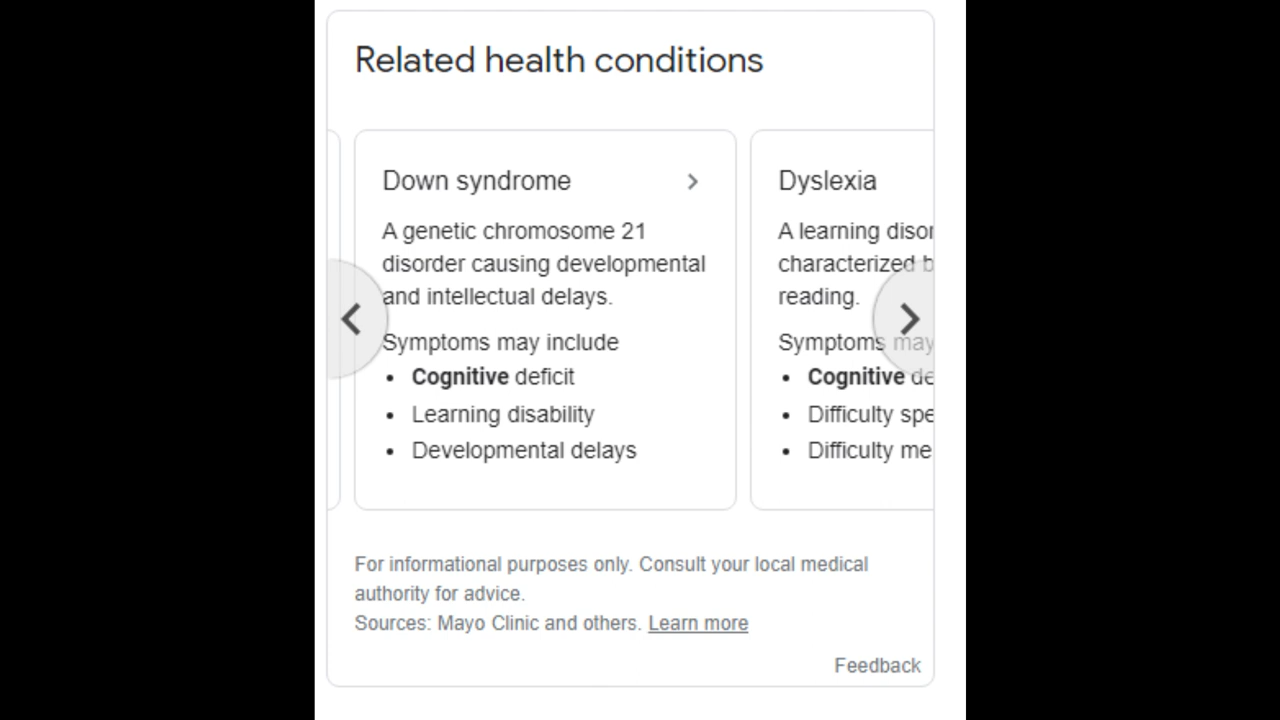 Related health conditions
Down syndrome
A genetic chromosome 21
disorder causing developmental
and intellectual delays.
Symptoms may include
• Cognitive deficit
• Learning disability
• Developmental delays
Dyslexia
A learning
characterized
reading.
Symptoms may
• Cognitive
• Difficulty
• Difficulty
For informational purposes only. Consult your local medical
authority for advice.
Sources: Mayo Clinic and others. Learn more
Feedback